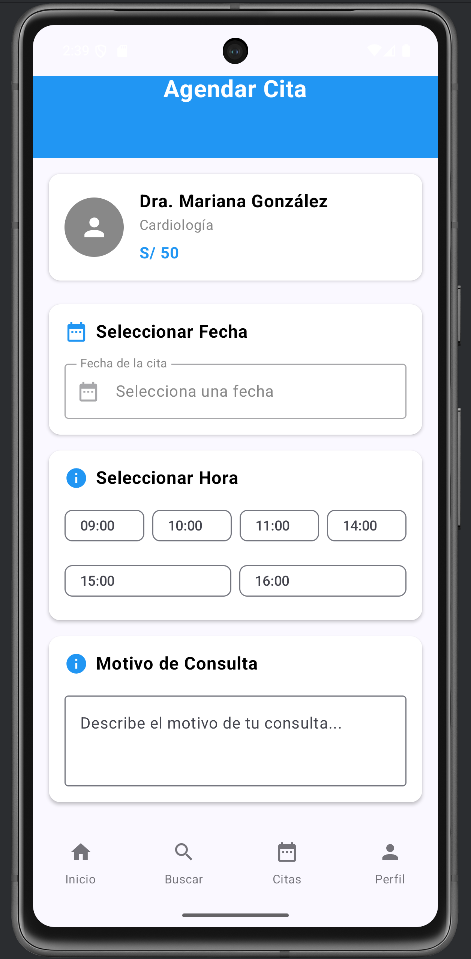 2:39
Agendar Cita
Dra. Mariana González
Cardiología
S/ 50
Seleccionar Fecha
Fecha de la cita
Selecciona una fecha
Seleccionar Hora
09:00 10:00 11:00 14:00
15:00 16:00
Motivo de Consulta
Describe el motivo de tu consulta...
Inicio Buscar Citas Perfil